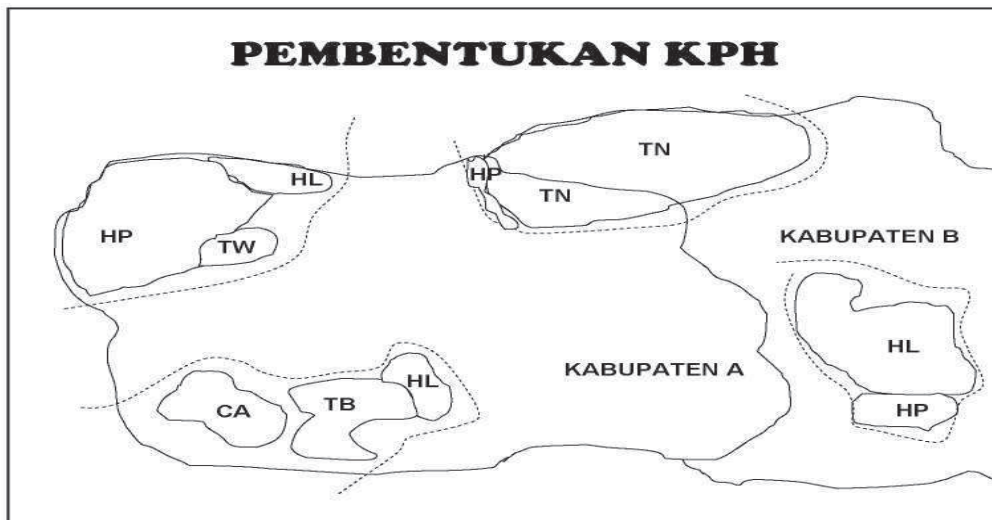 PEMBENTUKAN KPH
TN
HL
HP
TN
HP
TW
KABUPATEN B
HL
HL
KABUPATEN A
CA
TB
HP